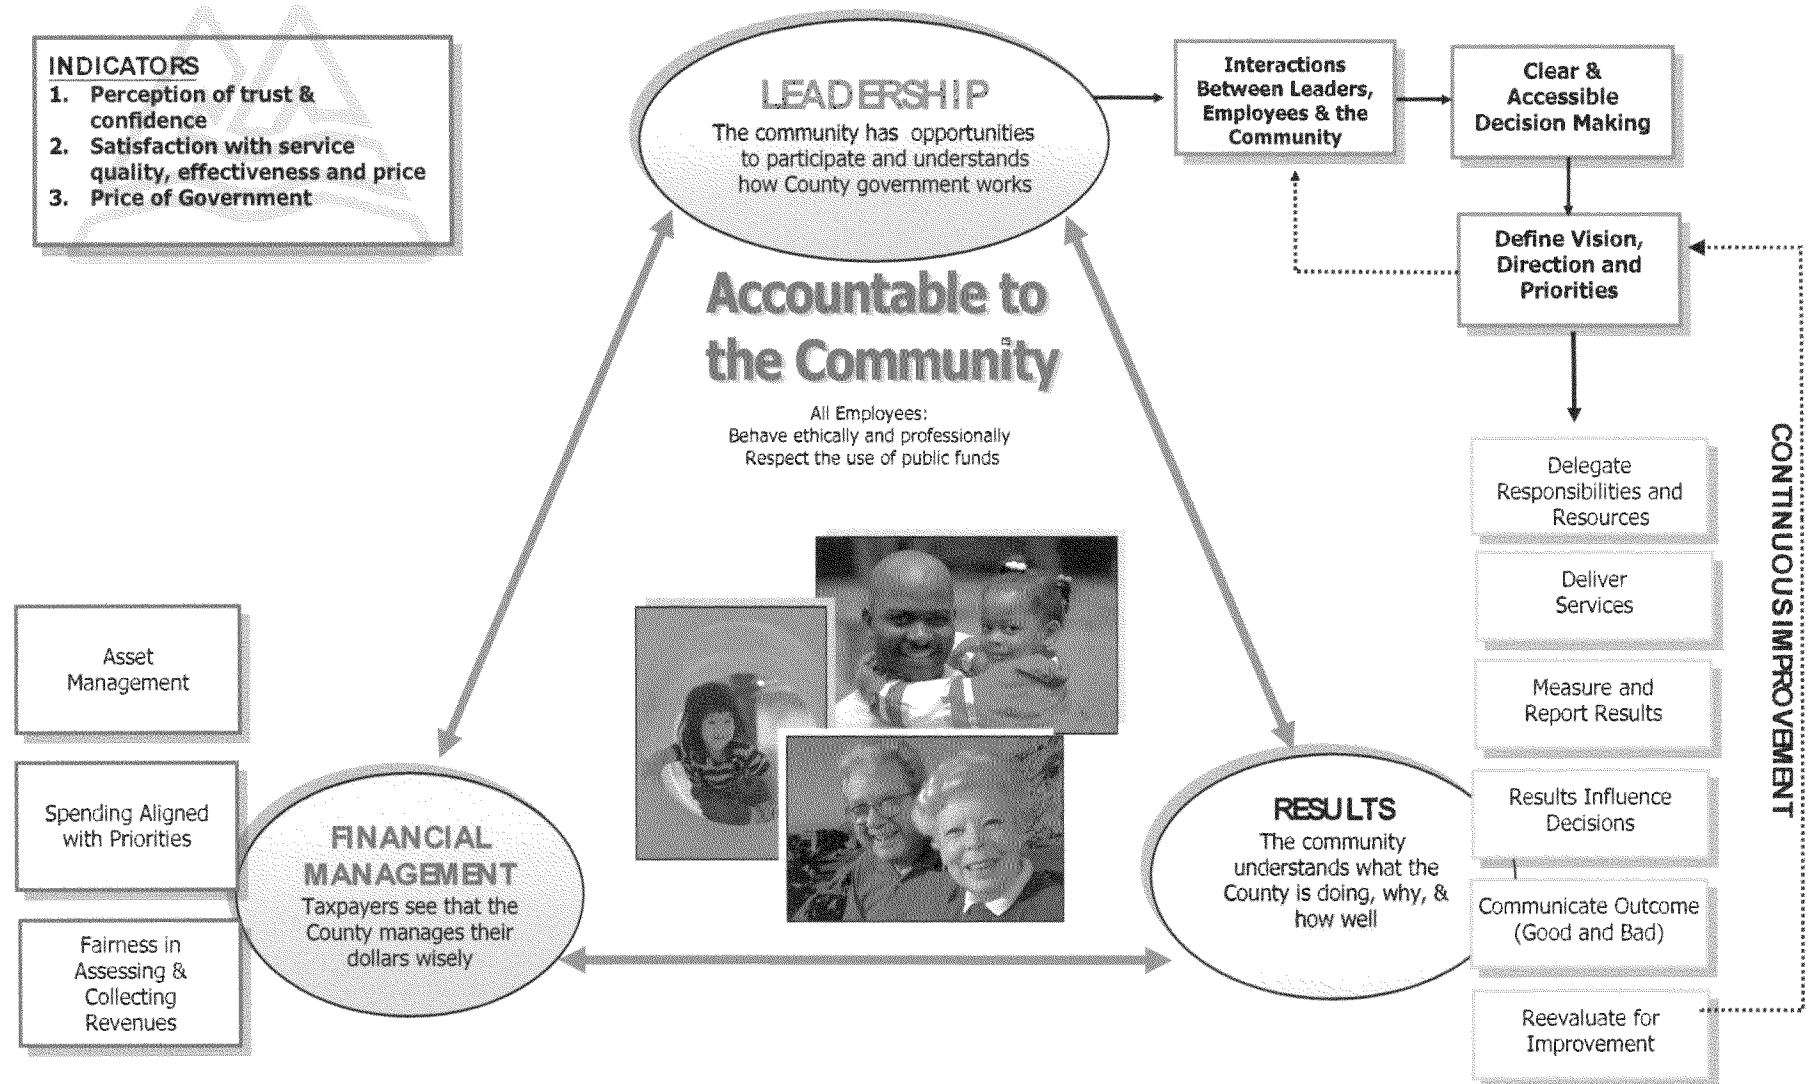 INDICATORS
1. Perception of trust &
confidence
2. Satisfaction with service
quality, effectiveness and price
3. Price of Government
LEADERSHIP
The community has opportunities
to participate and understands
how County government works
Interactions
Between Leaders,
Employees & the
Community
Clear &
Accessible
Decision Making
Define Vision,
Direction and
Priorities
Accountable to
the Community
All Employees:
Behave ethically and professionally
Respect the use of public funds
Delegate
Responsibilities and
Resources
Deliver
Services
Measure and
Report Results
Results Influence
Decisions
Communicate Outcome
(Good and Bad)
Reevaluate for
Improvement
CONTINUOUS IMPROVEMENT
Asset
Management
Spending Aligned
with Priorities
Fairness in
Assessing &
Collecting
Revenues
FINANCIAL
MANAGEMENT
Taxpayers see that the
County manages their
dollars wisely
RESULTS
The community
understands what the
County is doing, why, &
how well